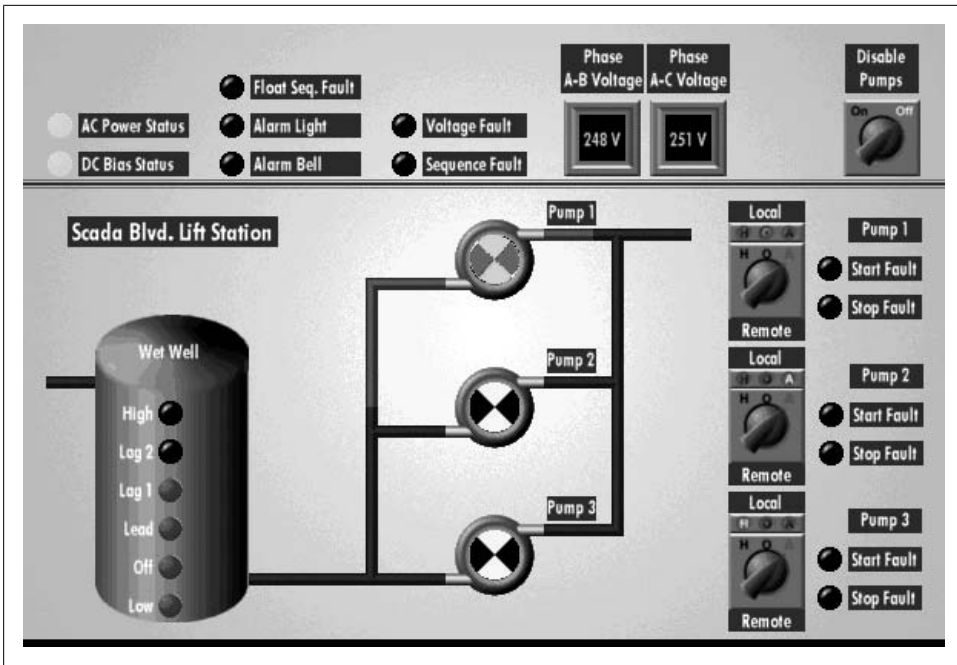 Phase A-B Voltage
Phase A-C Voltage
Disable Pumps
Float Seq. Fault
AC Power Status
Alarm Light
Voltage Fault
248 V
251 V
On
Off
DC Bias Status
Alarm Bell
Sequence Fault
Scada Blvd. Lift Station
Pump 1
Local
H O A
H O A
Remote
Pump 1
Start Fault
Stop Fault
Wet Well
High
Lag 2
Lag 1
Lead
Off
Low
Pump 2
Local
H O A
H O A
Remote
Pump 2
Start Fault
Stop Fault
Pump 3
Local
H O A
H O A
Remote
Pump 3
Start Fault
Stop Fault